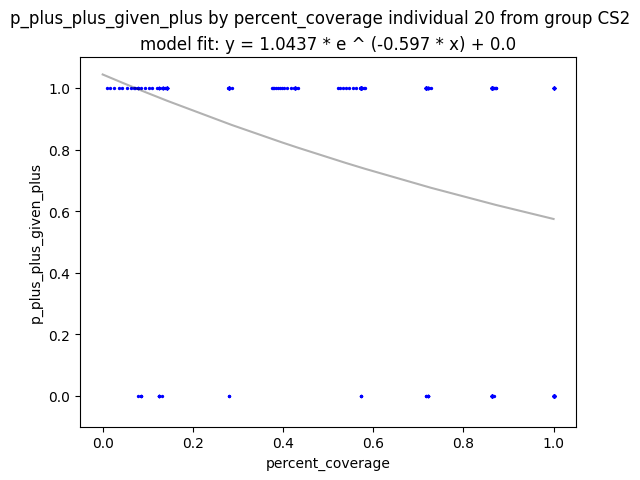 p_plus_plus_given_plus by percent_coverage individual 20 from group CS2
model fit: y = 1.0437 * e ^ (-0.597 * x) + 0.0
1.0
0.8
0.6
0.4
0.2
0.0
p_plus_plus_given_plus
0.0 0.2 0.4 0.6 0.8 1.0
percent_coverage